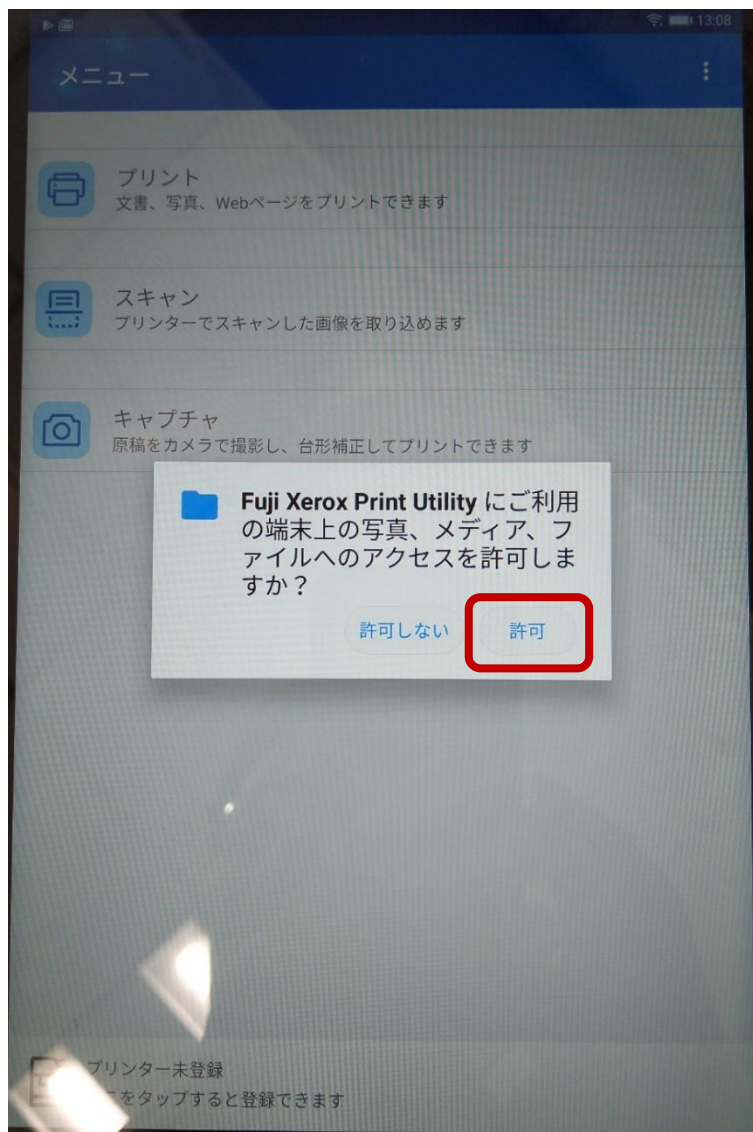 13:08
メニュー
プリント
文書、写真、Webページをプリントできます
スキャン
プリンターでスキャンした画像を取り込めます
キャプチャ
原稿をカメラで撮影し、台形補正してプリントできます
Fuji Xerox Print Utility にご利用
の端末上の写真、メディア、フ
ァイルへのアクセスを許可しま
すか？
許可しない 許可
プリンター未登録
をタップすると登録できます